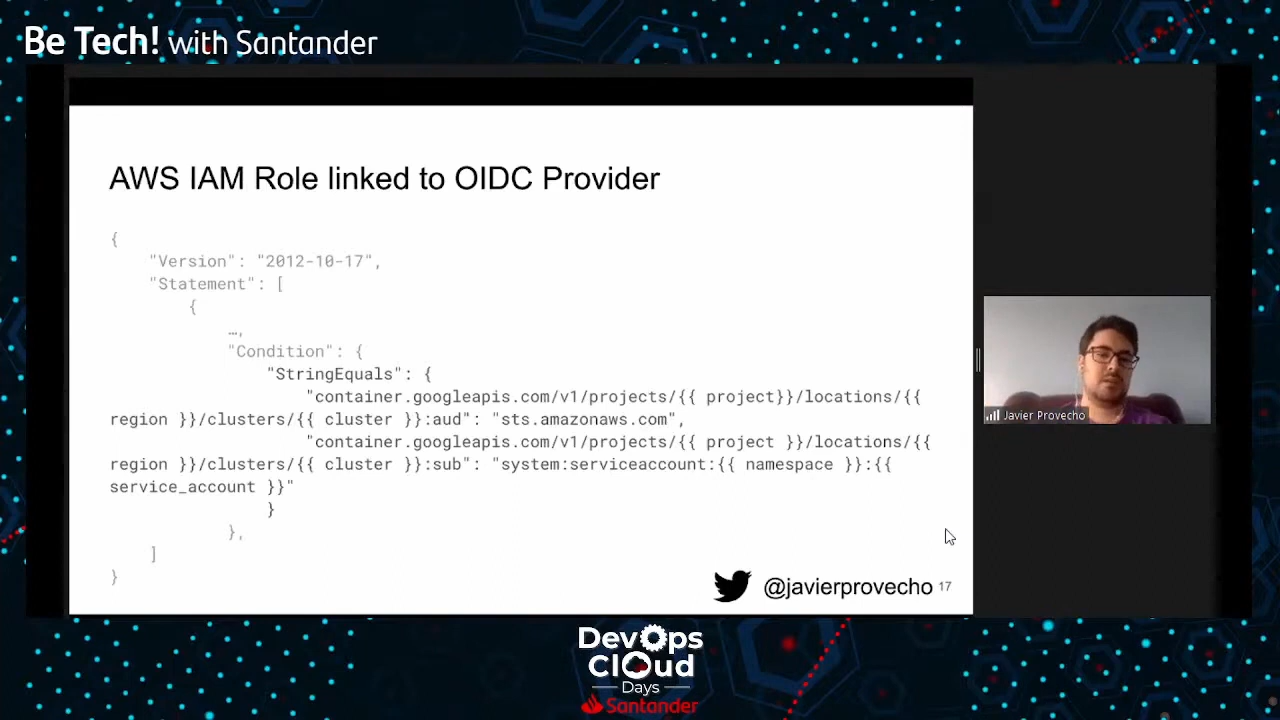 Be Tech! with Santander
AWS IAM Role linked to OIDC Provider
{
"Version": "2012-10-17",
"Statement": [
{
…,
"Condition": {
"StringEquals": {
"container.googleapis.com/v1/projects/{{ project}}/locations/{{
region }}/clusters/{{ cluster }}:aud": "sts.amazonaws.com",
"container.googleapis.com/v1/projects/{{ project }}/locations/{{
region }}/clusters/{{ cluster }}:sub": "system:serviceaccount:{{ namespace }}:{{
service_account }}"
}
},
]
}
@javierprovecho 17
Javier Provecho
DevOps
Cloud
Days
Santander